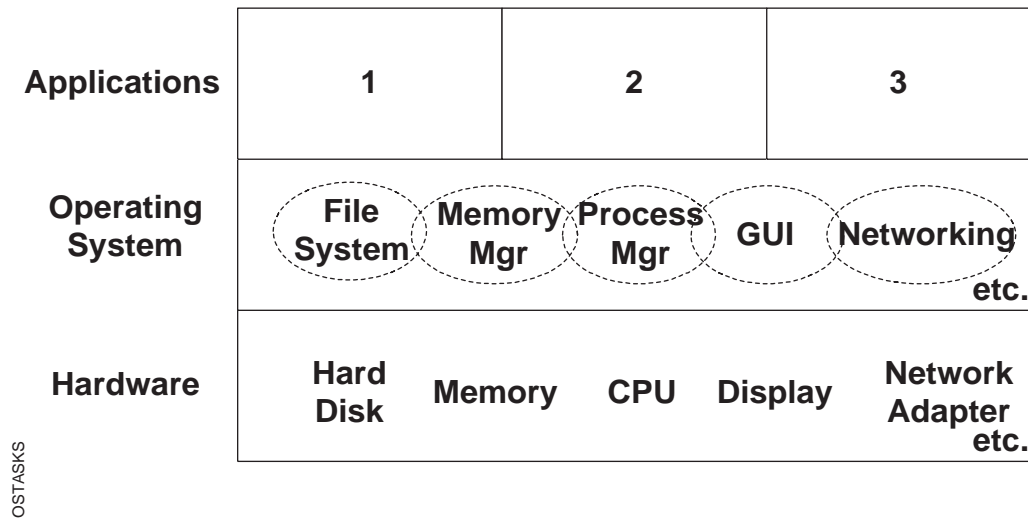 Applications
1
2
3
Operating
System
File
System
Memory
Mgr
Process
Mgr
GUI
Networking
etc.
Hardware
Hard
Disk
Memory
CPU
Display
Network
Adapter
etc.
OSTASKS